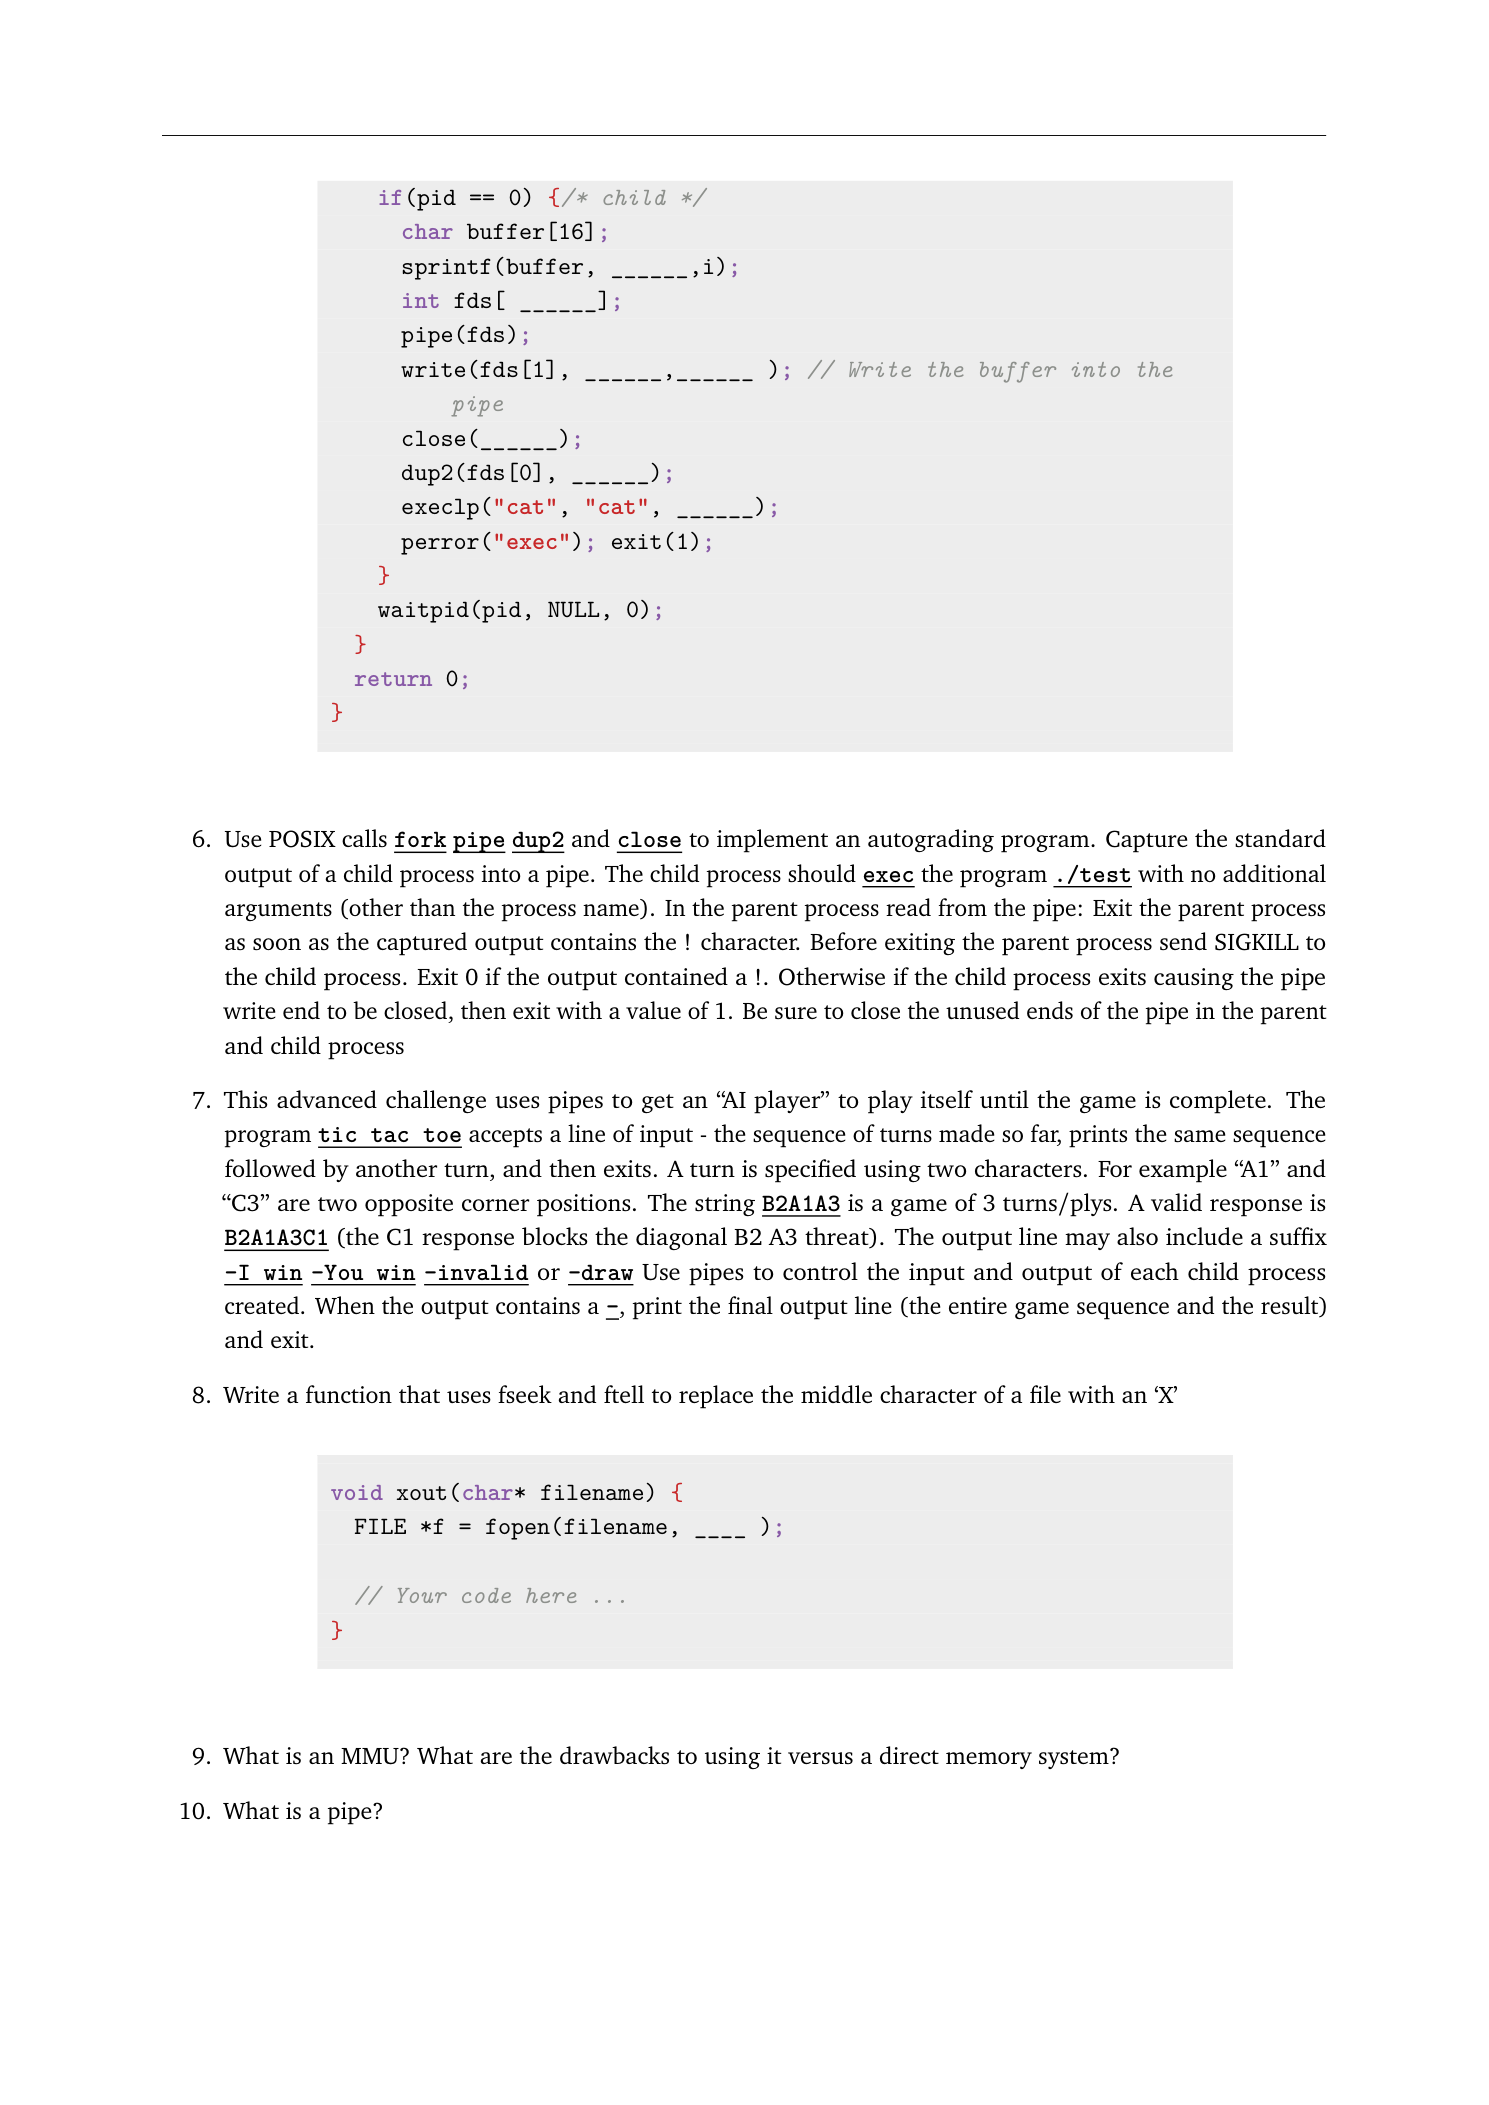 if(pid == 0) {/* child */
char buffer[16];
sprintf(buffer, ______,i);
int fds[ ______];
pipe(fds);
write(fds[1], ______,______ ); // Write the buffer into the
pipe
close(______);
dup2(fds[0], ______);
execlp("cat", "cat", ______);
perror("exec"); exit(1);
}
waitpid(pid, NULL, 0);
}
return 0;
}
6. Use POSIX calls fork pipe dup2 and close to implement an autograding program. Capture the standard
output of a child process into a pipe. The child process should exec the program ./test with no additional
arguments (other than the process name). In the parent process read from the pipe: Exit the parent process
as soon as the captured output contains the ! character. Before exiting the parent process send SIGKILL to
the child process. Exit 0 if the output contained a !. Otherwise if the child process exits causing the pipe
write end to be closed, then exit with a value of 1. Be sure to close the unused ends of the pipe in the parent
and child process
7. This advanced challenge uses pipes to get an “AI player” to play itself until the game is complete. The
program tic tac toe accepts a line of input - the sequence of turns made so far, prints the same sequence
followed by another turn, and then exits. A turn is specified using two characters. For example “A1” and
“C3” are two opposite corner positions. The string B2A1A3 is a game of 3 turns/plys. A valid response is
B2A1A3C1 (the C1 response blocks the diagonal B2 A3 threat). The output line may also include a suffix
-I win -You win -invalid or -draw Use pipes to control the input and output of each child process
created. When the output contains a -, print the final output line (the entire game sequence and the result)
and exit.
8. Write a function that uses fseek and ftell to replace the middle character of a file with an ‘X’
void xout(char* filename) {
FILE *f = fopen(filename, ____ );
// Your code here ...
}
9. What is an MMU? What are the drawbacks to using it versus a direct memory system?
10. What is a pipe?